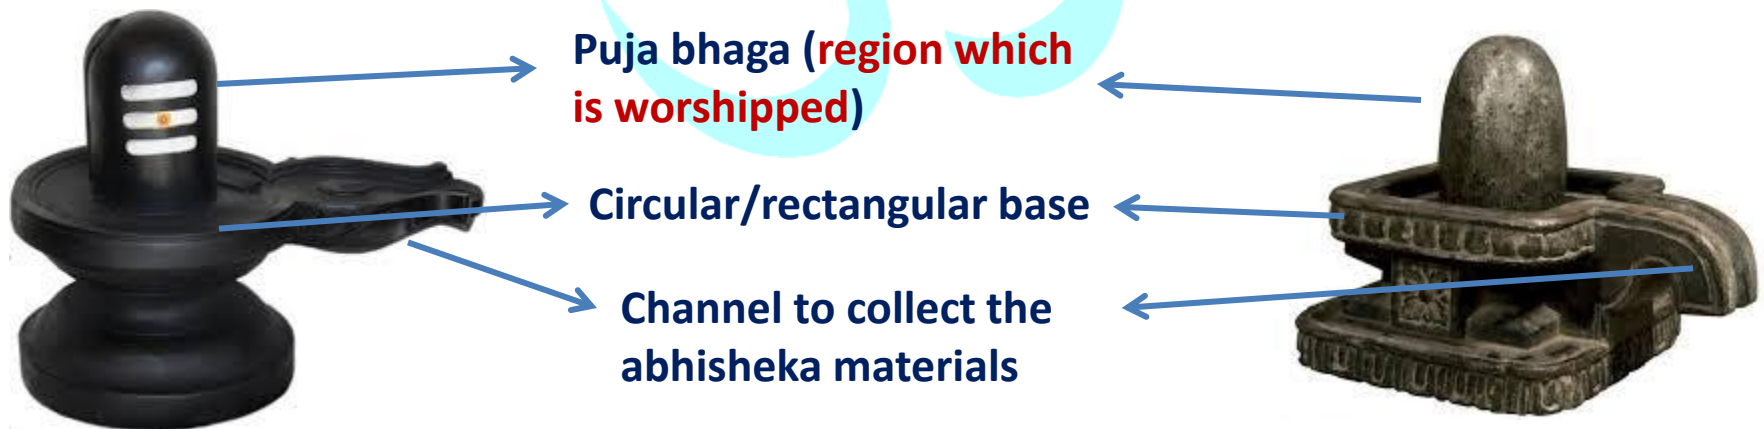 Puja bhaga (region which
is worshipped)
Circular/rectangular base
Channel to collect the
abhisheka materials